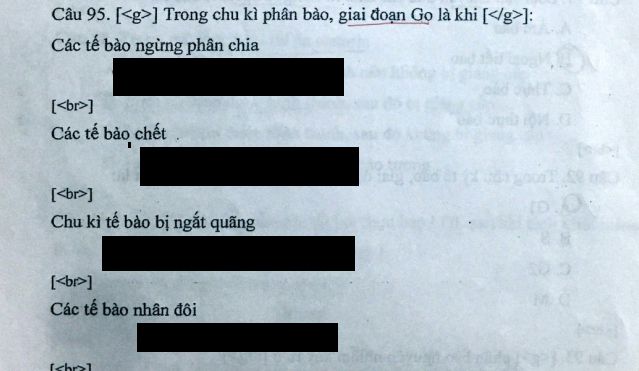 Câu 95. [<g>] Trong chu kì phân bào, giai đoạn Go là khi [</g>]:
Các tế bào ngừng phân chia
[<br>]
Các tế bào chết
[<br>]
Chu kì tế bào bị ngắt quãng
[<br>]
Các tế bào nhân đôi
[<br>]